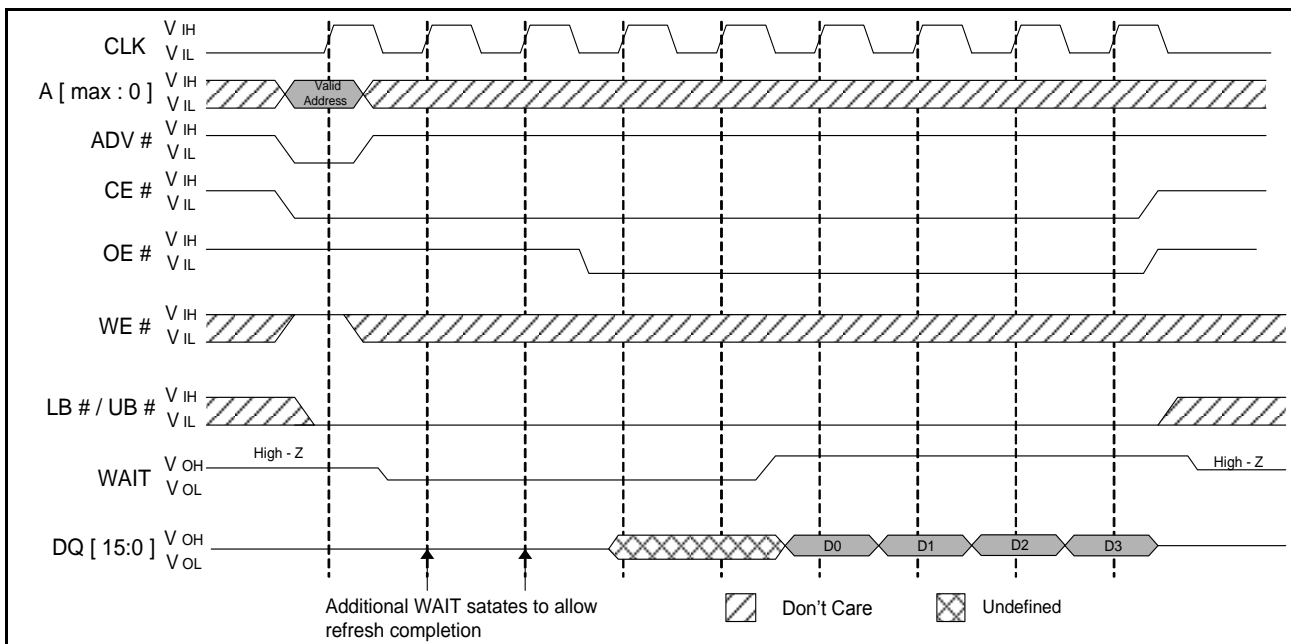 CLK V IH
V IL
A [ max : 0 ] V IH
V IL
Valid
Address
ADV # V IH
V IL
CE # V IH
V IL
OE # V IH
V IL
WE # V IH
V IL
LB # / UB # V IH
V IL
WAIT V OH
V OL
High - Z
High - Z
DQ [ 15:0 ] V OH
V OL
D0 D1 D2 D3
Additional WAIT satates to allow
refresh completion
Don't Care
Undefined